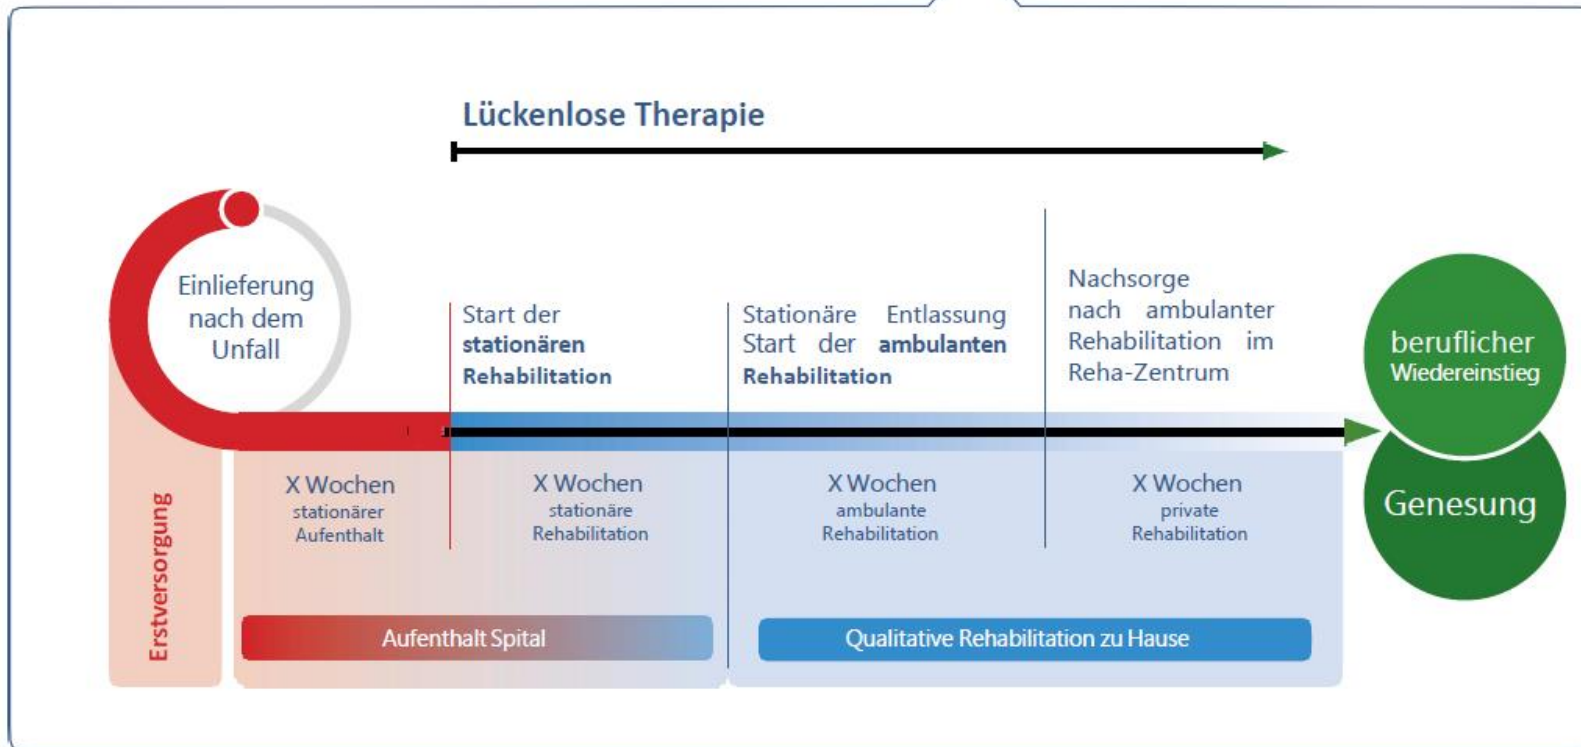 Lückenlose Therapie
Einlieferung
nach dem
Unfall
Start der
stationären
Rehabilitation
Stationäre Entlassung
Start der ambulanten
Rehabilitation
Nachsorge
nach ambulanter
Rehabilitation im
Reha-Zentrum
beruflicher
Wiedereinstieg
Genesung
Erstversorgung
X Wochen
stationärer
Aufenthalt
X Wochen
stationäre
Rehabilitation
X Wochen
ambulante
Rehabilitation
X Wochen
private
Rehabilitation
Aufenthalt Spital
Qualitative Rehabilitation zu Hause